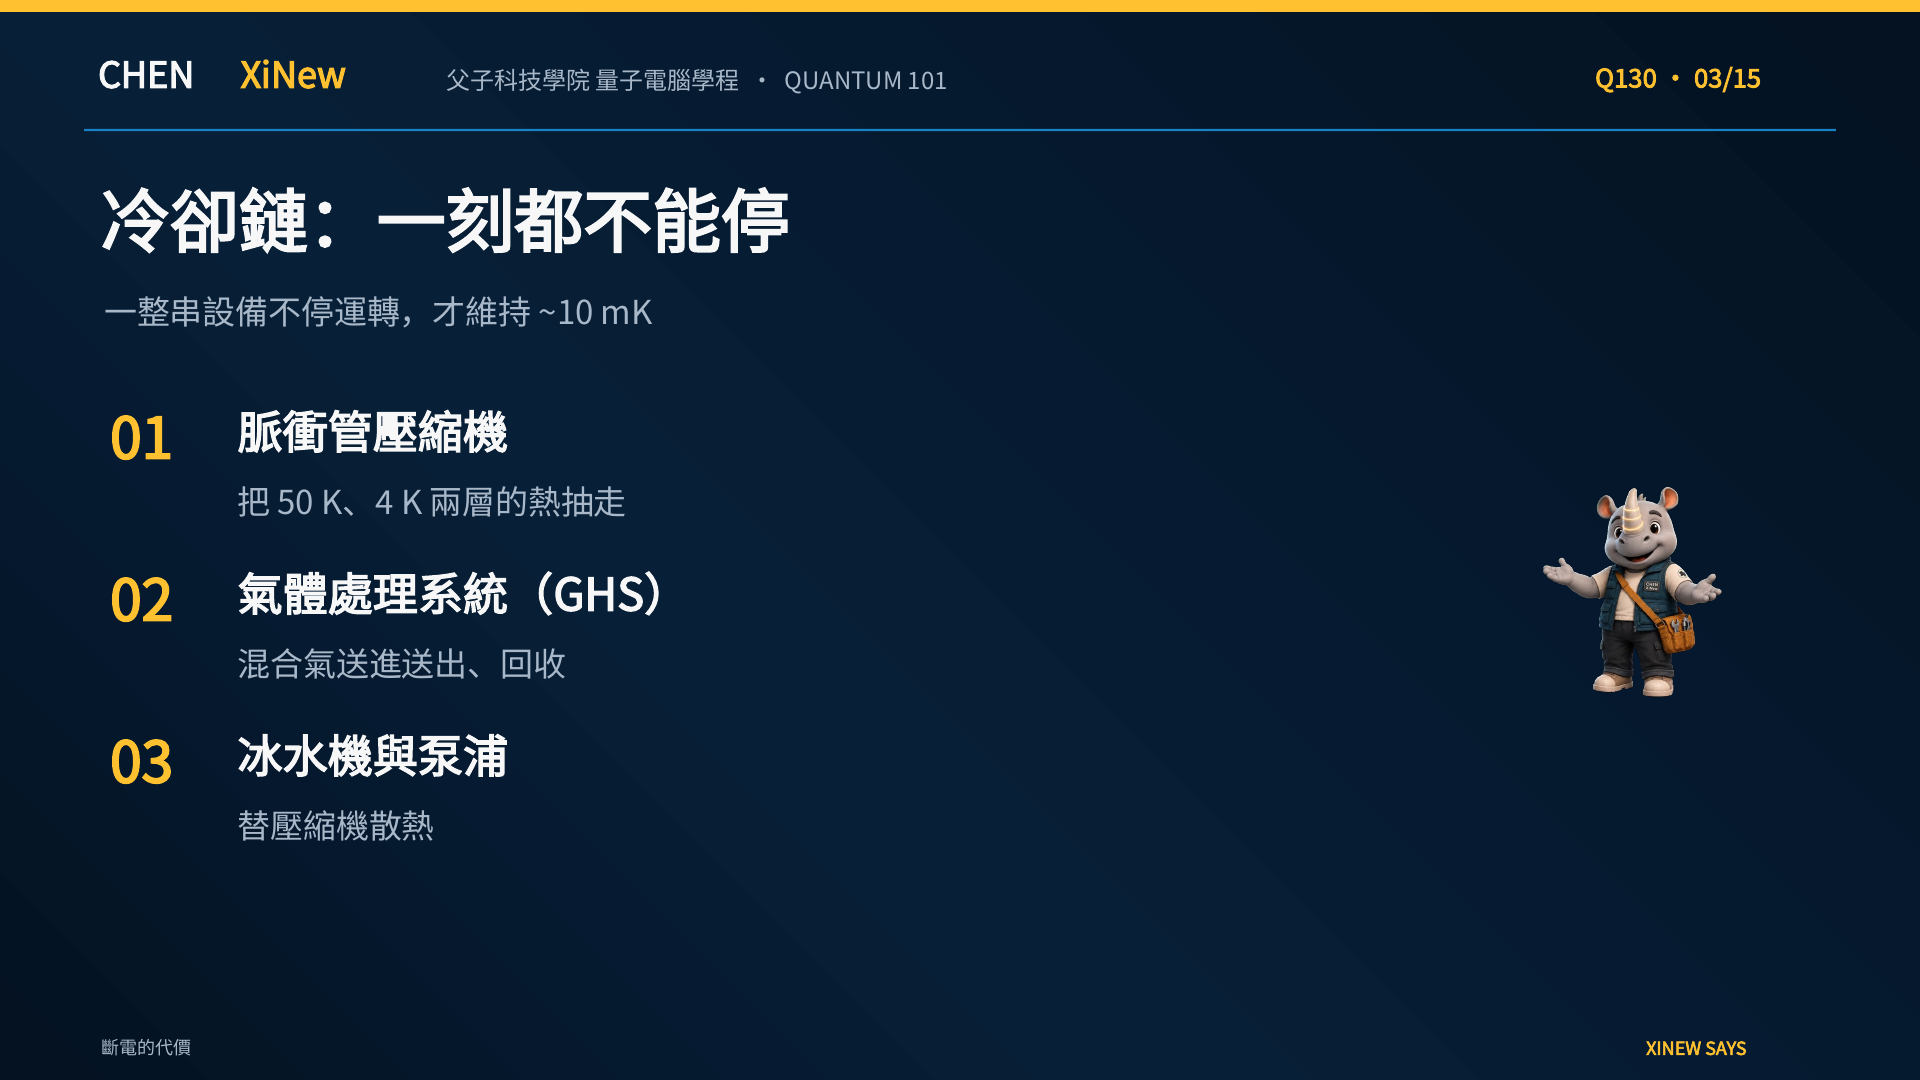 CHEN XiNew 父子科技學院 量子電腦學程 · QUANTUM 101 Q130 · 03/15
冷卻鏈：一刻都不能停
一整串設備不停運轉，才維持 ~10 mK
01 脈衝管壓縮機
把 50 K、4 K 兩層的熱抽走
02 氣體處理系統（GHS）
混合氣送進送出、回收
03 冰水機與泵浦
替壓縮機散熱
斷電的代價 XINEW SAYS